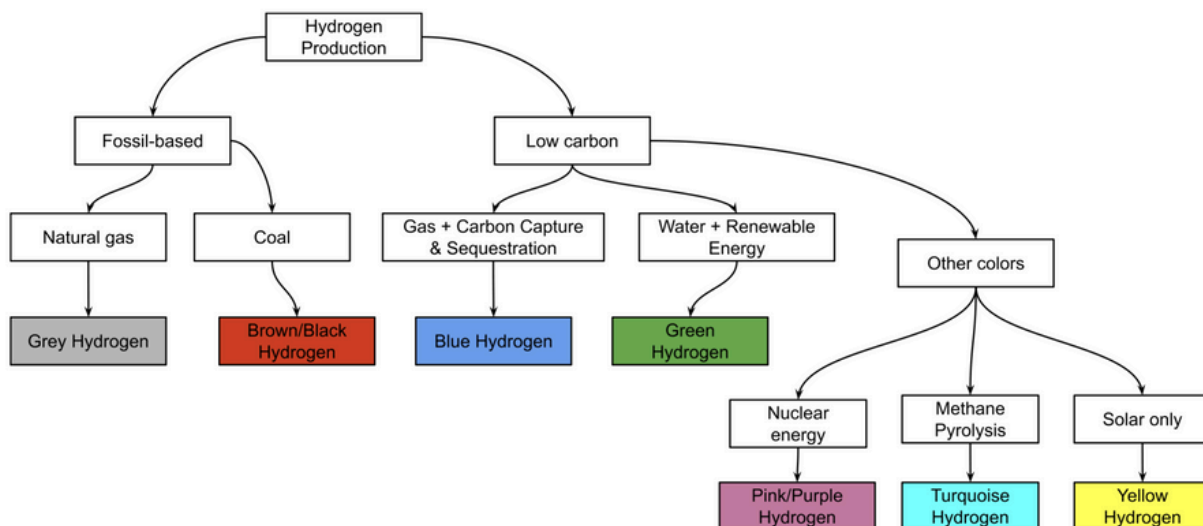 Hydrogen
Production
Fossil-based
Low carbon
Natural gas
Coal
Gas + Carbon Capture
& Sequestration
Water + Renewable
Energy
Other colors
Grey Hydrogen
Brown/Black
Hydrogen
Blue Hydrogen
Green
Hydrogen
Nuclear
energy
Methane
Pyrolysis
Solar only
Pink/Purple
Hydrogen
Turquoise
Hydrogen
Yellow
Hydrogen